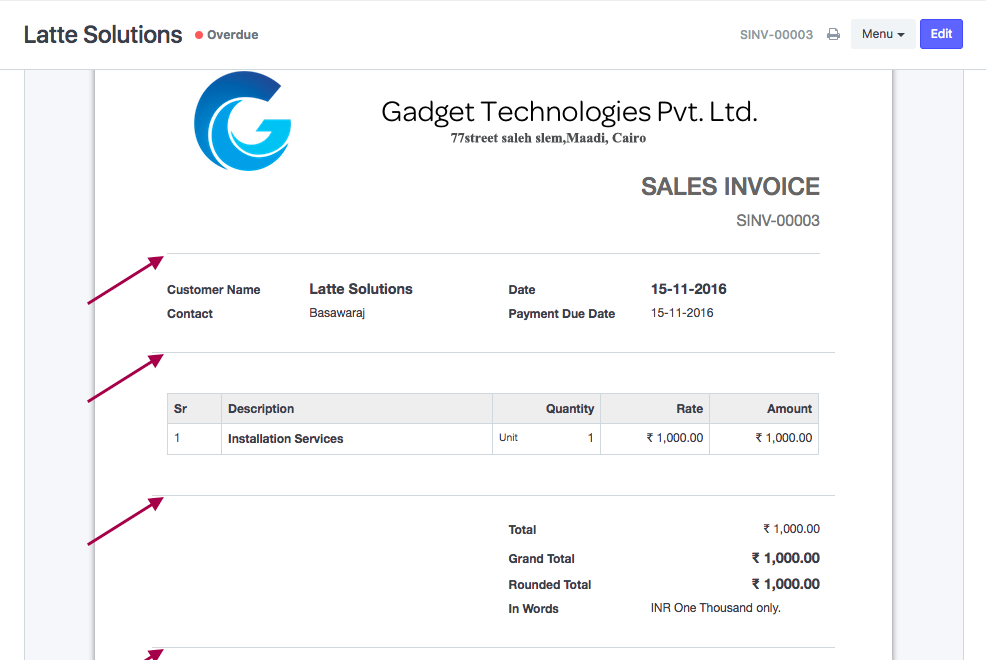 Latte Solutions Overdue SINV-00003 Menu Edit
Gadget Technologies Pvt. Ltd.
77street saleh slem,Maadi, Cairo
SALES INVOICE
SINV-00003
Customer Name Latte Solutions Date 15-11-2016
Contact Basawaraj Payment Due Date 15-11-2016
Sr Description Quantity Rate Amount
1 Installation Services Unit 1 ₹ 1,000.00 ₹ 1,000.00
Total ₹ 1,000.00
Grand Total ₹ 1,000.00
Rounded Total ₹ 1,000.00
In Words INR One Thousand only.